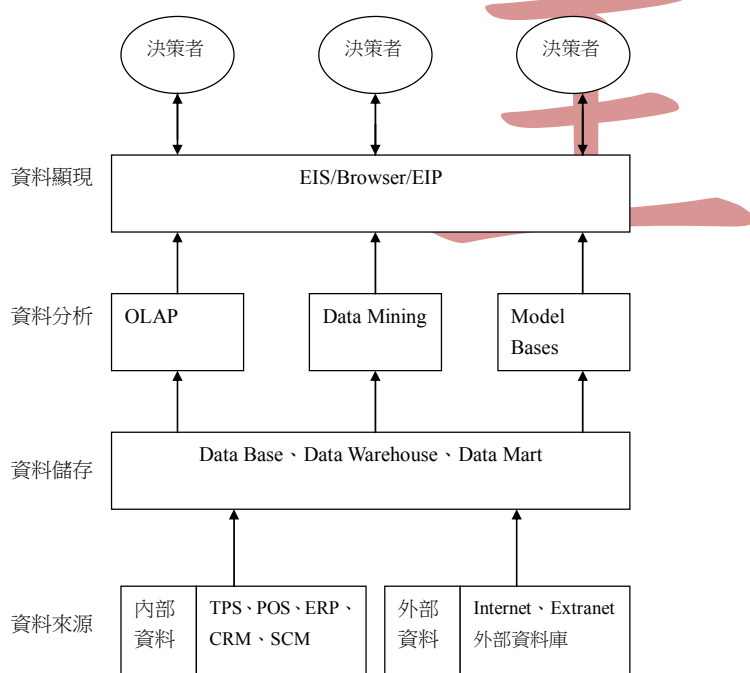 決策者
決策者
決策者
資料顯現
EIS/Browser/EIP
資料分析
OLAP
Data Mining
Model
Bases
資料儲存
Data Base、Data Warehouse、Data Mart
資料來源
內部
資料
TPS、POS、ERP、
CRM、SCM
外部
資料
Internet、Extranet
外部資料庫